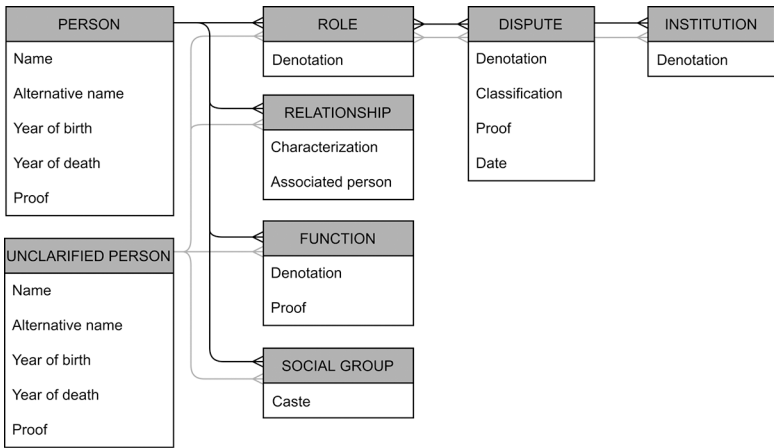 PERSON
Name
Alternative name
Year of birth
Year of death
Proof
UNCLARIFIED PERSON
Name
Alternative name
Year of birth
Year of death
Proof
ROLE
Denotation
RELATIONSHIP
Characterization
Associated person
FUNCTION
Denotation
Proof
SOCIAL GROUP
Caste
DISPUTE
Denotation
Classification
Proof
Date
INSTITUTION
Denotation